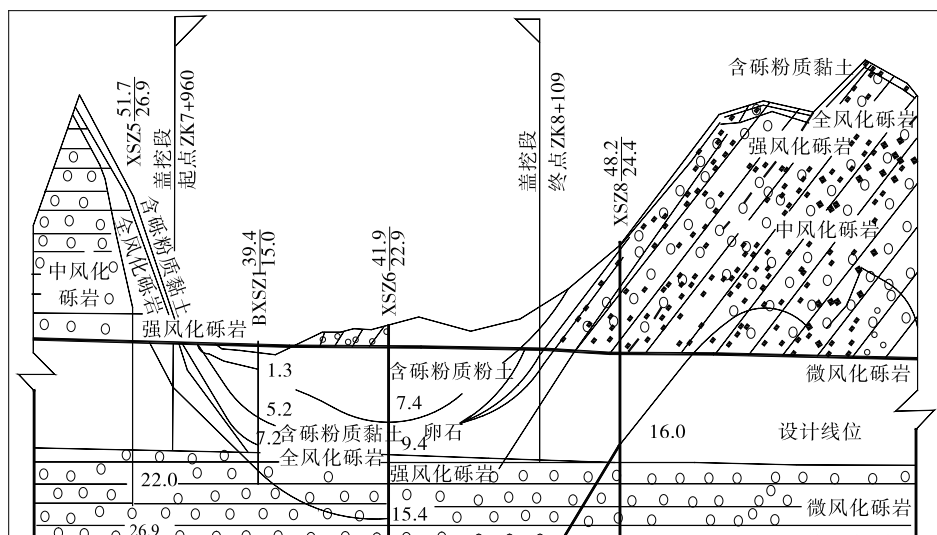 含砾粉质黏土
全风化砾岩
强风化砾岩
中风化砾岩
XSZ5 51.7
26.9
盖挖段
起点ZK7+960
盖挖段
终点ZK8+109
XSZ8 48.2
24.4
含砾粉质黏土
全风化砾岩
中风化
砾岩
强风化砾岩
BXSZ1 39.4
15.0
XSZ6 41.9
22.9
1.3
含砾粉质粉土
微风化砾岩
5.2
7.4
7.2
含砾粉质黏土
9.4
卵石
16.0
设计线位
全风化砾岩
强风化砾岩
22.0
15.4
微风化砾岩
26.9